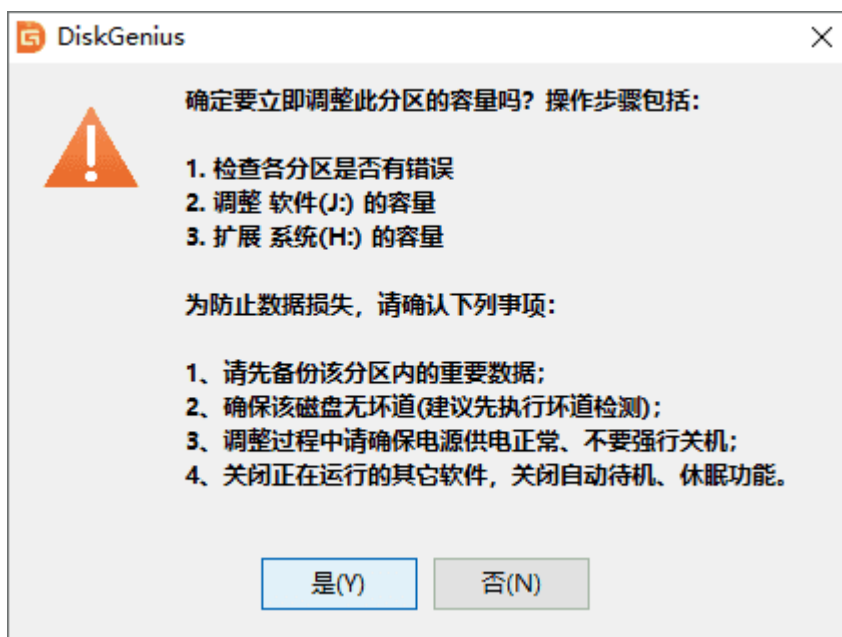 DiskGenius
确定要立即调整此分区的容量吗？操作步骤包括：
1. 检查各分区是否有错误
2. 调整 软件(J:) 的容量
3. 扩展 系统(H:) 的容量
为防止数据损失，请确认下列事项：
1、请先备份该分区内的重要数据；
2、确保该磁盘无坏道(建议先执行坏道检测)；
3、调整过程中请确保电源供电正常、不要强行关机；
4、关闭正在运行的其它软件，关闭自动待机、休眠功能。
是(Y)
否(N)